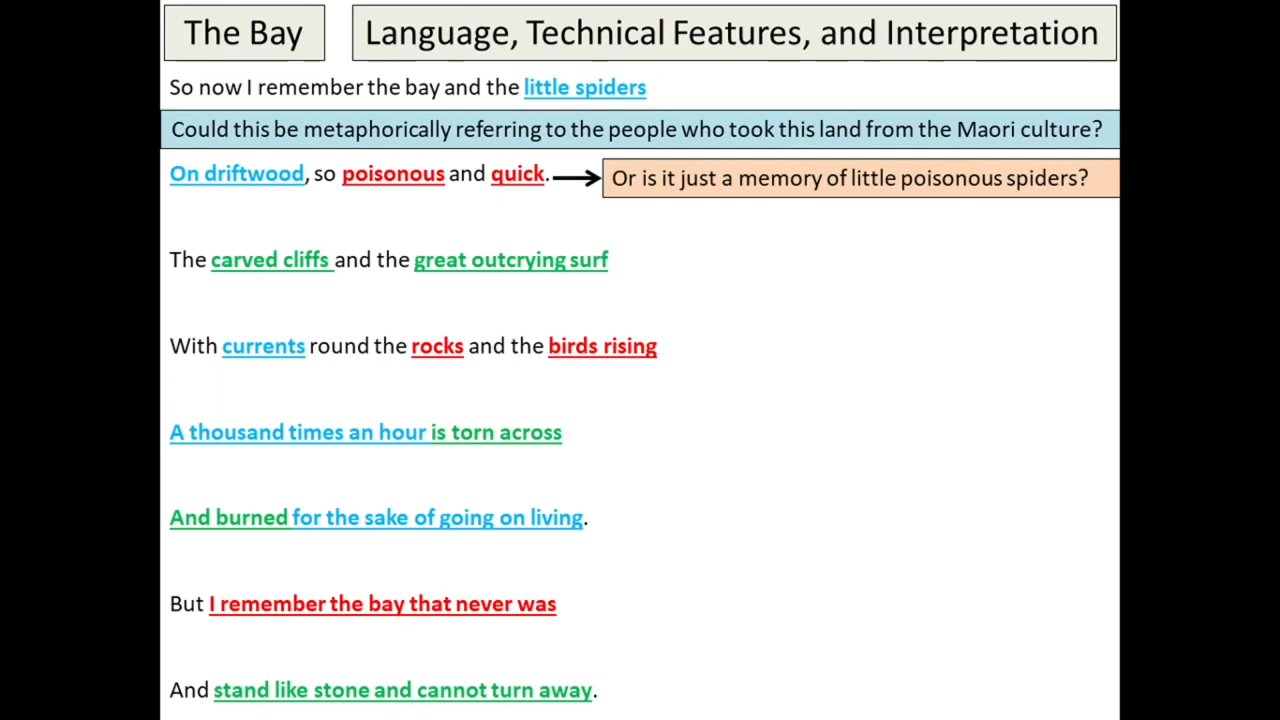 The Bay
Language, Technical Features, and Interpretation
So now I remember the bay and the little spiders
Could this be metaphorically referring to the people who took this land from the Maori culture?
On driftwood, so poisonous and quick.
Or is it just a memory of little poisonous spiders?
The carved cliffs and the great outcrying surf
With currents round the rocks and the birds rising
A thousand times an hour is torn across
And burned for the sake of going on living.
But I remember the bay that never was
And stand like stone and cannot turn away.